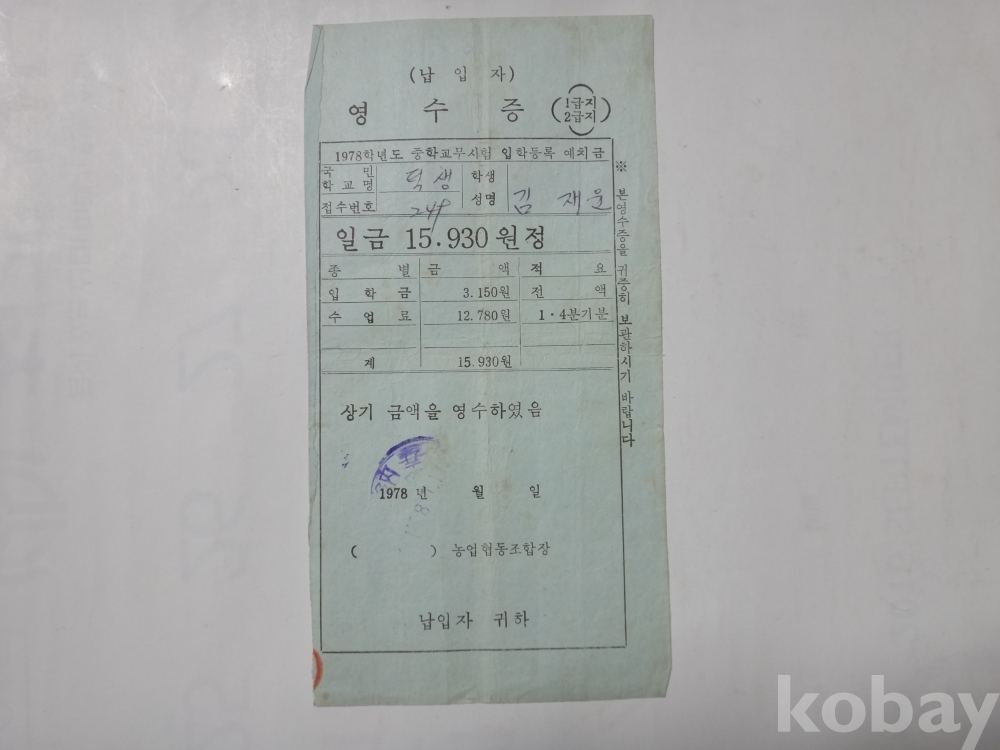 (납 입 자)
영 수 증 (1급지 2급지)
1978학년도 중학교무시험 입학등록 예치금
국 민 학교명 덕생 학생 성명 김재운
접수번호 249
일금 15.930원정
종 별 금 액 적 요
입 학 금 3.150원 전 액
수 업 료 12.780원 1·4분기분
계 15.930원
상기 금액을 영수하였음
1978 년 월 일
( ) 농업협동조합장
납입자 귀하
※ 본영수증을 귀중히 보관하시기 바랍니다
kobay